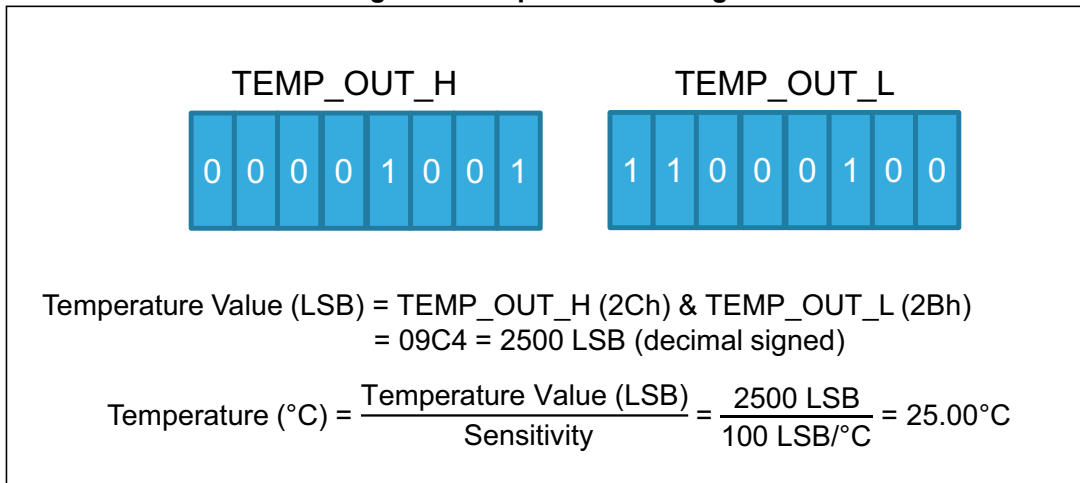 TEMP_OUT_H TEMP_OUT_L
0 0 0 0 1 0 0 1 1 1 0 0 0 1 0 0
Temperature Value (LSB) = TEMP_OUT_H (2Ch) & TEMP_OUT_L (2Bh)
= 09C4 = 2500 LSB (decimal signed)
Temperature (°C) = Temperature Value (LSB) / Sensitivity = 2500 LSB / 100 LSB/°C = 25.00°C